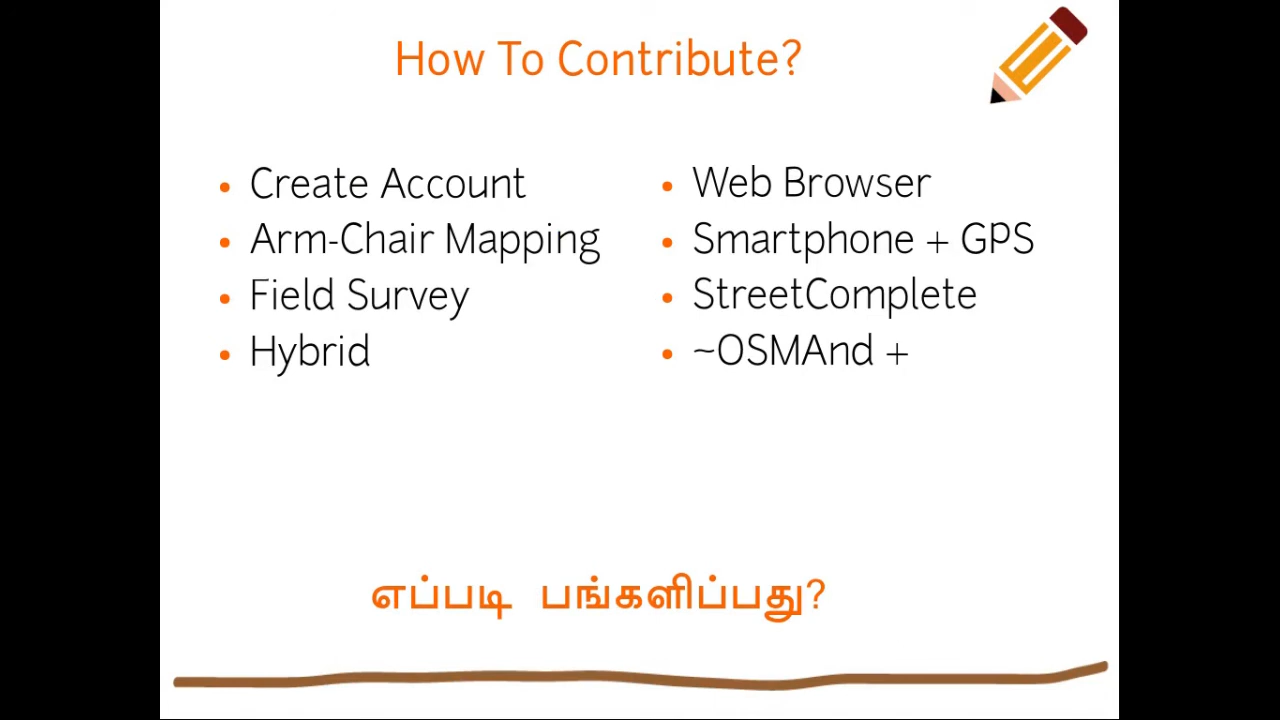 How To Contribute?
Create Account
Arm-Chair Mapping
Field Survey
Hybrid
Web Browser
Smartphone + GPS
StreetComplete
~OSMAnd +
எப்படி பங்களிப்பது?